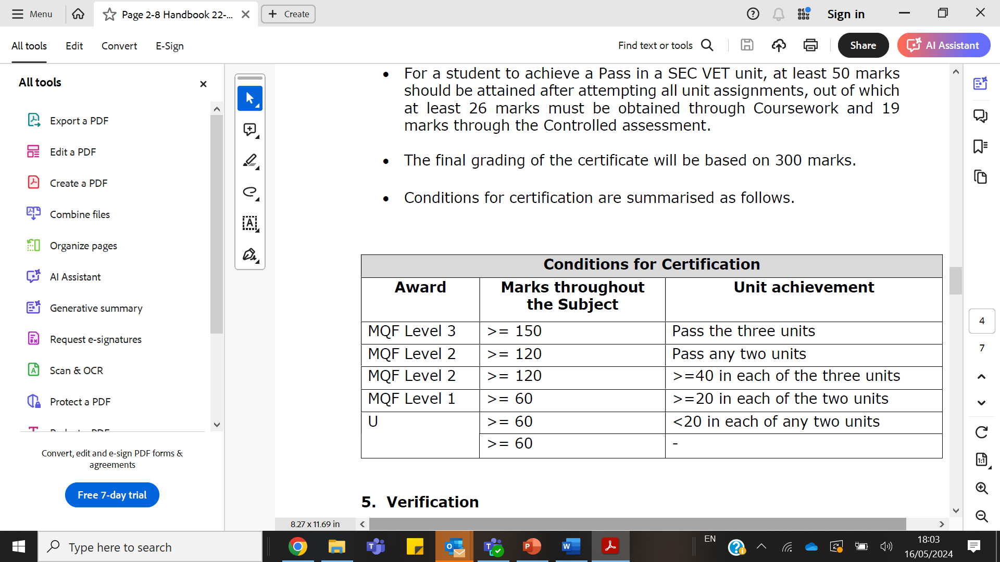 Menu
Page 2-8 Handbook 22-...
Create
Sign in
All tools
Edit
Convert
E-Sign
Find text or tools
Share
AI Assistant
All tools
Export a PDF
Edit a PDF
Create a PDF
Combine files
Organize pages
AI Assistant
Generative summary
Request e-signatures
Scan & OCR
Protect a PDF
Convert, edit and e-sign PDF forms &
agreements
Free 7-day trial
• For a student to achieve a Pass in a SEC VET unit, at least 50 marks
should be attained after attempting all unit assignments, out of which
at least 26 marks must be obtained through Coursework and 19
marks through the Controlled assessment.
• The final grading of the certificate will be based on 300 marks.
• Conditions for certification are summarised as follows.
Conditions for Certification
Award Marks throughout the Subject Unit achievement
MQF Level 3 >= 150 Pass the three units
MQF Level 2 >= 120 Pass any two units
MQF Level 2 >= 120 >=40 in each of the three units
MQF Level 1 >= 60 >=20 in each of the two units
U >= 60 <20 in each of any two units
>= 60 -
5. Verification
8.27 x 11.69 in
4
7
1:1
Type here to search
EN
18:03
16/05/2024